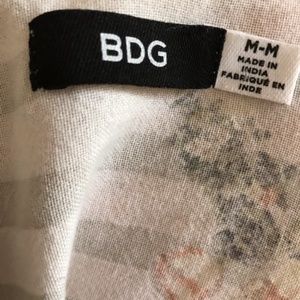 BDG
M-M
MADE IN
INDIA
FABRIQUÉ EN
INDE